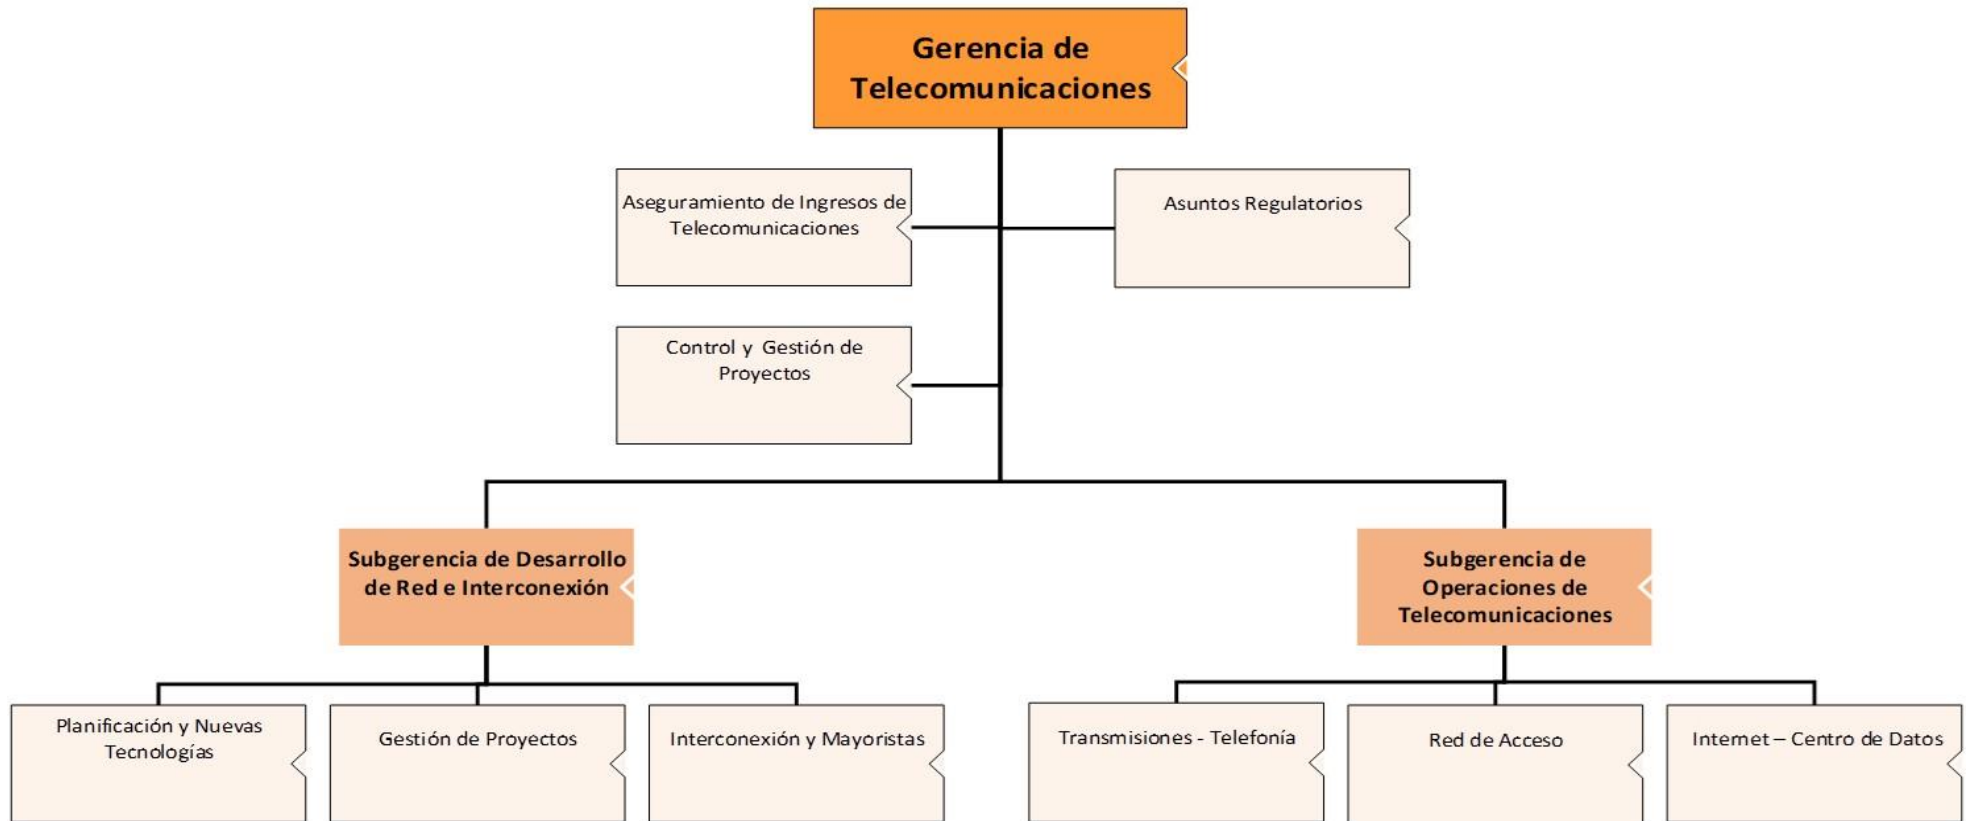 Gerencia de
Telecomunicaciones
Aseguramiento de Ingresos de
Telecomunicaciones
Asuntos Regulatorios
Control y Gestión de
Proyectos
Subgerencia de Desarrollo
de Red e Interconexión
Subgerencia de
Operaciones de
Telecomunicaciones
Planificación y Nuevas
Tecnologías
Gestión de Proyectos
Interconexión y Mayoristas
Transmisiones - Telefonía
Red de Acceso
Internet – Centro de Datos